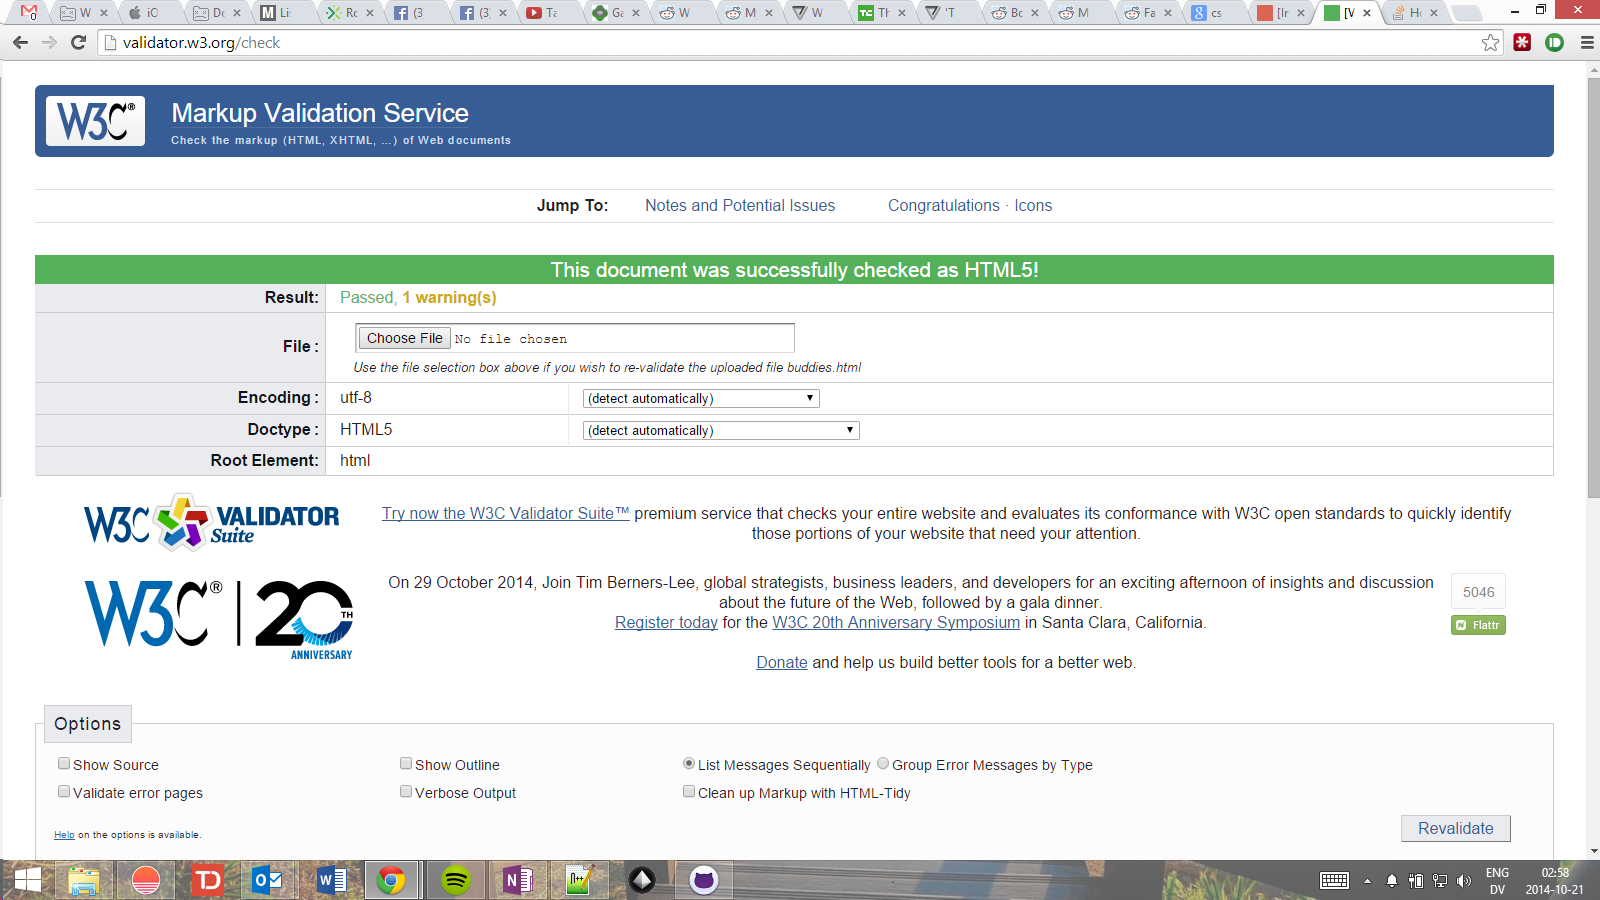 W
iO
Do
Li
Rc
(3
(3)
Ta
Ga
W
M
W
Th
'T
Bc
M
Fa
cs
[Ir
[V
Ho
validator.w3.org/check
W3C® Markup Validation Service
Check the markup (HTML, XHTML, …) of Web documents
Jump To: Notes and Potential Issues Congratulations · Icons
This document was successfully checked as HTML5!
Result: Passed, 1 warning(s)
File : Choose File No file chosen
Use the file selection box above if you wish to re-validate the uploaded file buddies.html
Encoding : utf-8 (detect automatically)
Doctype : HTML5 (detect automatically)
Root Element: html
W3C VALIDATOR Suite
Try now the W3C Validator Suite™ premium service that checks your entire website and evaluates its conformance with W3C open standards to quickly identify
those portions of your website that need your attention.
W3C® 20TH ANNIVERSARY
On 29 October 2014, Join Tim Berners-Lee, global strategists, business leaders, and developers for an exciting afternoon of insights and discussion
about the future of the Web, followed by a gala dinner.
Register today for the W3C 20th Anniversary Symposium in Santa Clara, California.
5046
Flattr
Donate and help us build better tools for a better web.
Options
Show Source Show Outline List Messages Sequentially Group Error Messages by Type
Validate error pages Verbose Output Clean up Markup with HTML-Tidy
Help on the options is available.
Revalidate
ENG 02:58
DV 2014-10-21